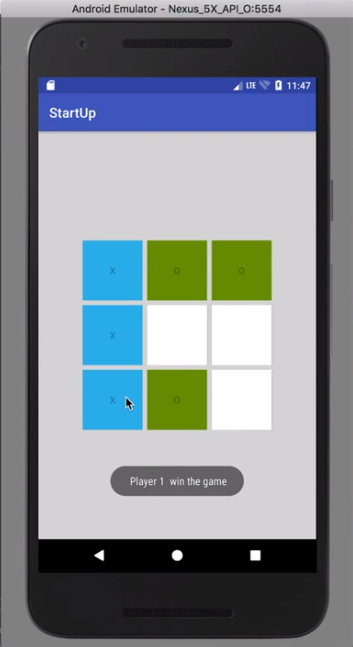 Android Emulator - Nexus_5X_API_O:5554
LTE 11:47
StartUp
X O O
X
X O
Player 1 win the game